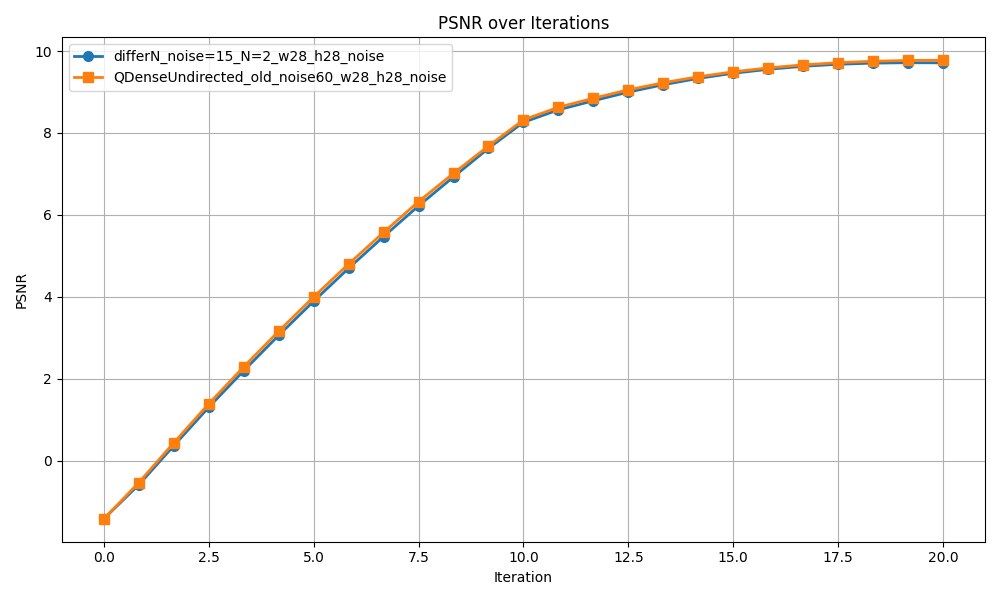 PSNR over Iterations
differN_noise=15_N=2_w28_h28_noise
QDenseUndirected_old_noise60_w28_h28_noise
PSNR
10
8
6
4
2
0
0.0 2.5 5.0 7.5 10.0 12.5 15.0 17.5 20.0
Iteration